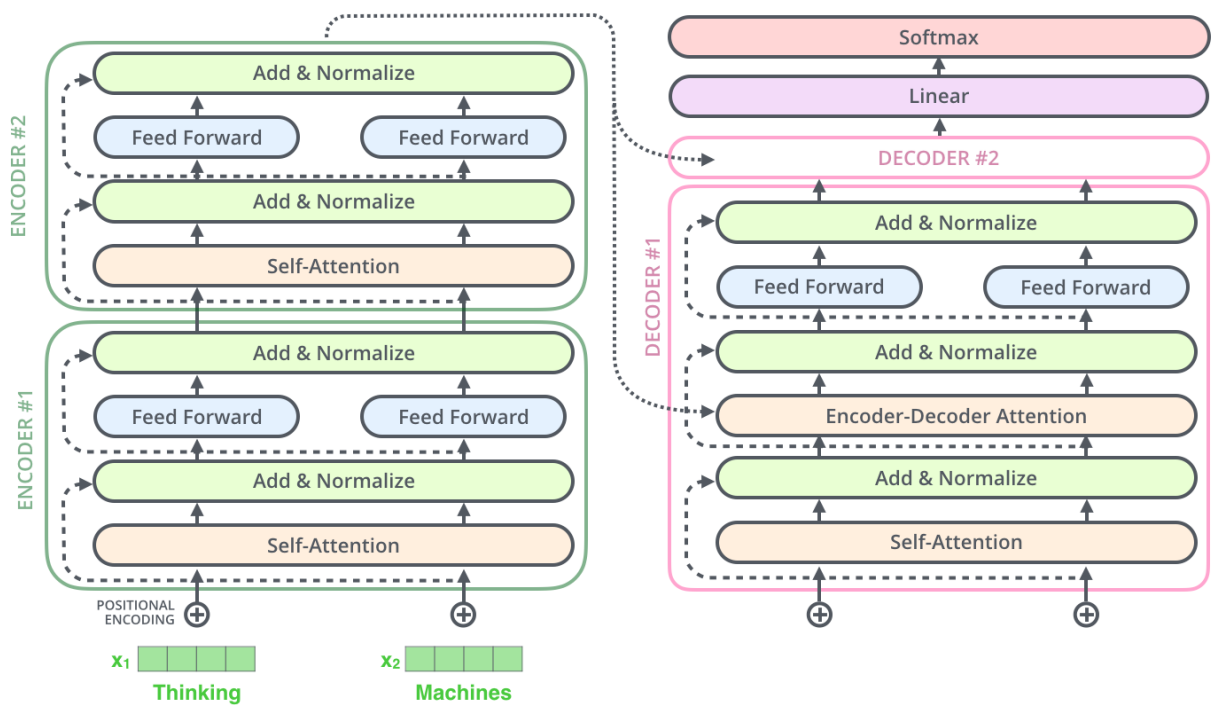 ENCODER #2
Add & Normalize
Feed Forward
Feed Forward
Add & Normalize
Self-Attention
ENCODER #1
Add & Normalize
Feed Forward
Feed Forward
Add & Normalize
Self-Attention
POSITIONAL
ENCODING
x₁
x₂
Thinking
Machines
Softmax
Linear
DECODER #2
DECODER #1
Add & Normalize
Feed Forward
Feed Forward
Add & Normalize
Encoder-Decoder Attention
Add & Normalize
Self-Attention